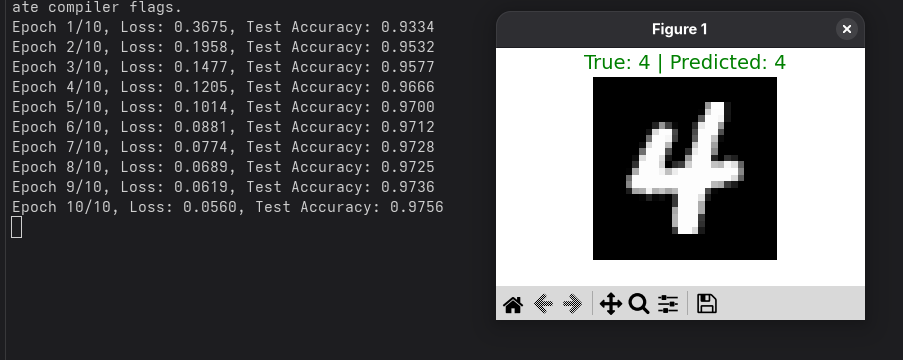 ate compiler flags.
Epoch 1/10, Loss: 0.3675, Test Accuracy: 0.9334
Epoch 2/10, Loss: 0.1958, Test Accuracy: 0.9532
Epoch 3/10, Loss: 0.1477, Test Accuracy: 0.9577
Epoch 4/10, Loss: 0.1205, Test Accuracy: 0.9666
Epoch 5/10, Loss: 0.1014, Test Accuracy: 0.9700
Epoch 6/10, Loss: 0.0881, Test Accuracy: 0.9712
Epoch 7/10, Loss: 0.0774, Test Accuracy: 0.9728
Epoch 8/10, Loss: 0.0689, Test Accuracy: 0.9725
Epoch 9/10, Loss: 0.0619, Test Accuracy: 0.9736
Epoch 10/10, Loss: 0.0560, Test Accuracy: 0.9756
Figure 1
True: 4 | Predicted: 4
4